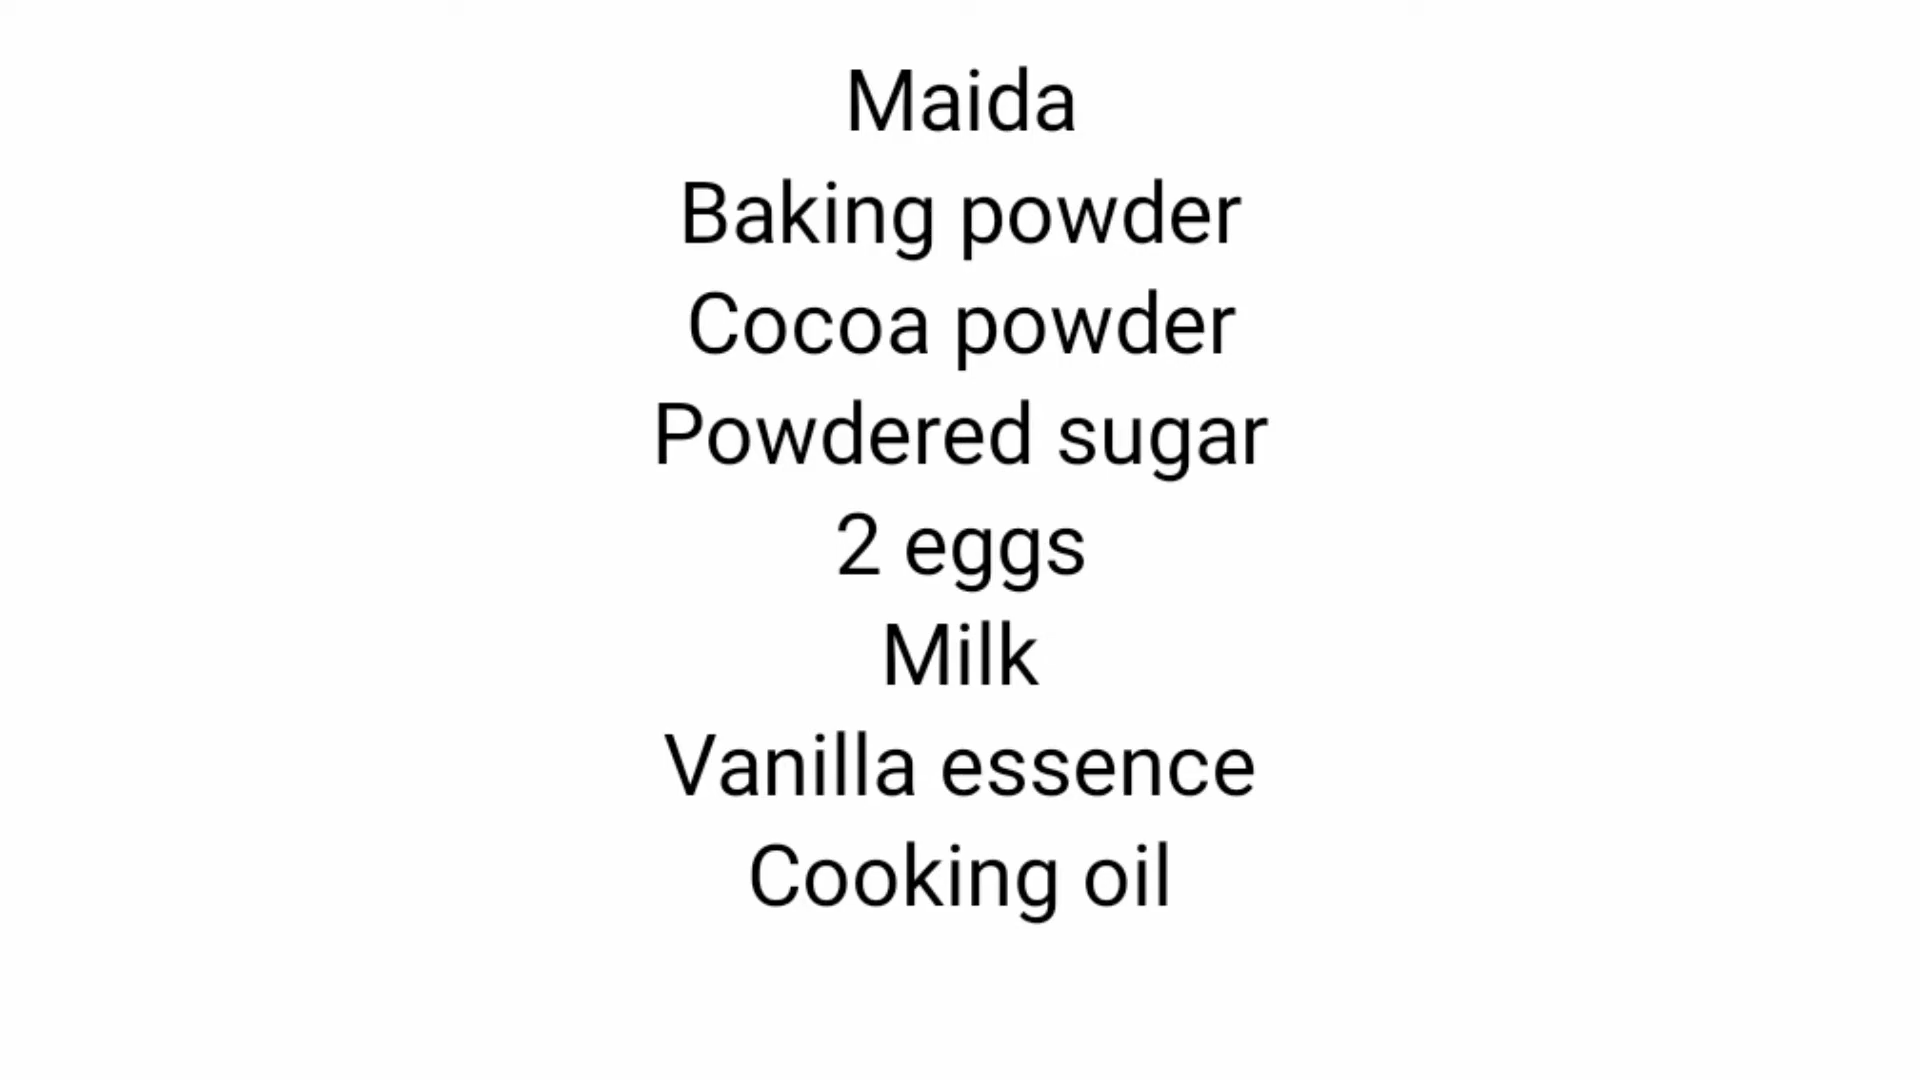 Maida
Baking powder
Cocoa powder
Powdered sugar
2 eggs
Milk
Vanilla essence
Cooking oil